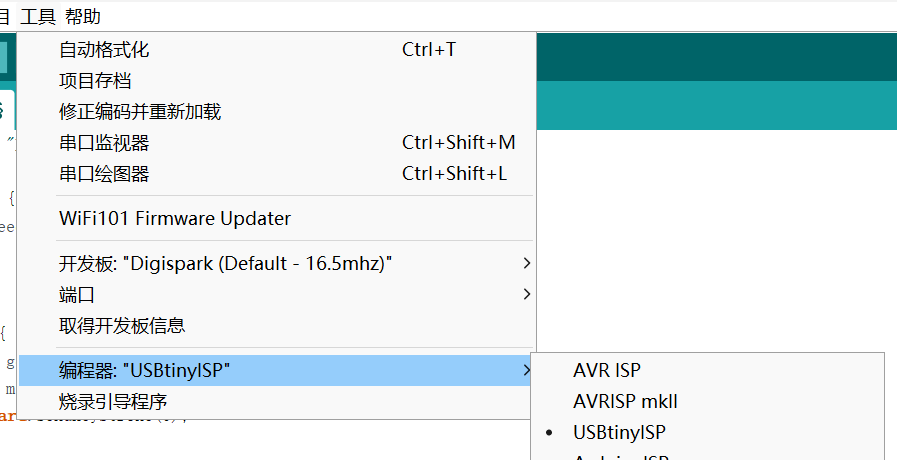 工具 帮助
自动格式化 Ctrl+T
项目存档
修正编码并重新加载
串口监视器 Ctrl+Shift+M
串口绘图器 Ctrl+Shift+L
WiFi101 Firmware Updater
开发板: "Digispark (Default - 16.5mhz)"
端口
取得开发板信息
编程器: "USBtinyISP"
烧录引导程序
AVR ISP
AVRISP mkII
USBtinyISP